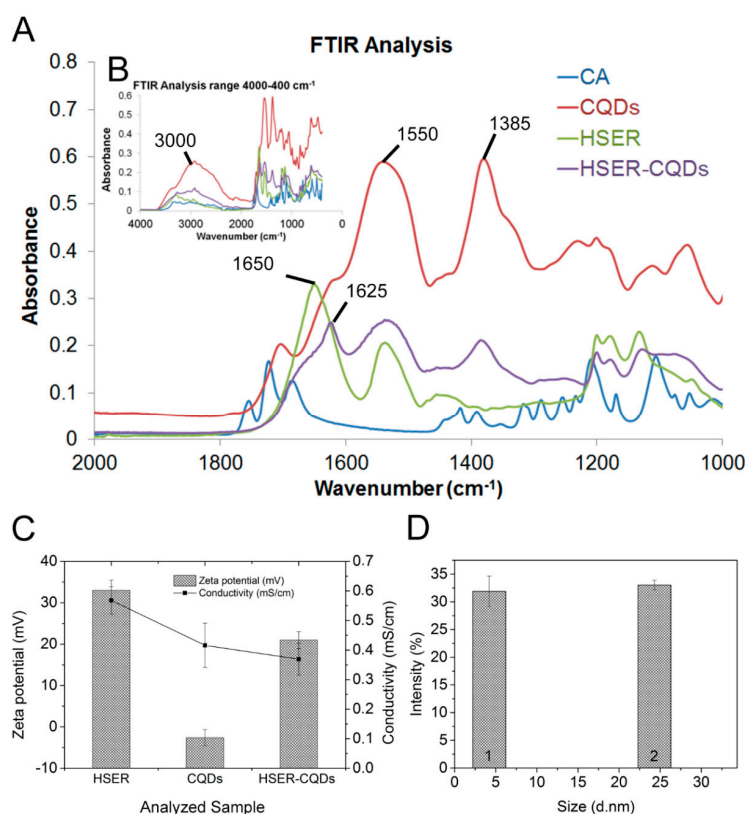 A
FTIR Analysis
0.8
0.7
0.6
0.5
0.4
0.3
0.2
0.1
0
Absorbance
2000
1800
1600
1400
1200
1000
Wavenumber (cm-1)
CA
CQDs
HSER
HSER-CQDs
1550
1385
1650
1625
B
FTIR Analysis range 4000-400 cm-1
0.6
0.5
0.4
0.3
0.2
0.1
0
Absorbance
3000
4000
3000
2000
1000
0
Wavenumber (cm-1)
C
40
30
20
10
0
-10
Zeta potential (mV)
Zeta potential (mV)
Conductivity (mS/cm)
0.7
0.6
0.5
0.4
0.3
0.2
0.1
0.0
Conductivity (mS/cm)
HSER
CQDs
HSER-CQDs
Analyzed Sample
D
35
30
25
20
15
10
5
0
Intensity (%)
1
2
0
5
10
15
20
25
30
Size (d.nm)